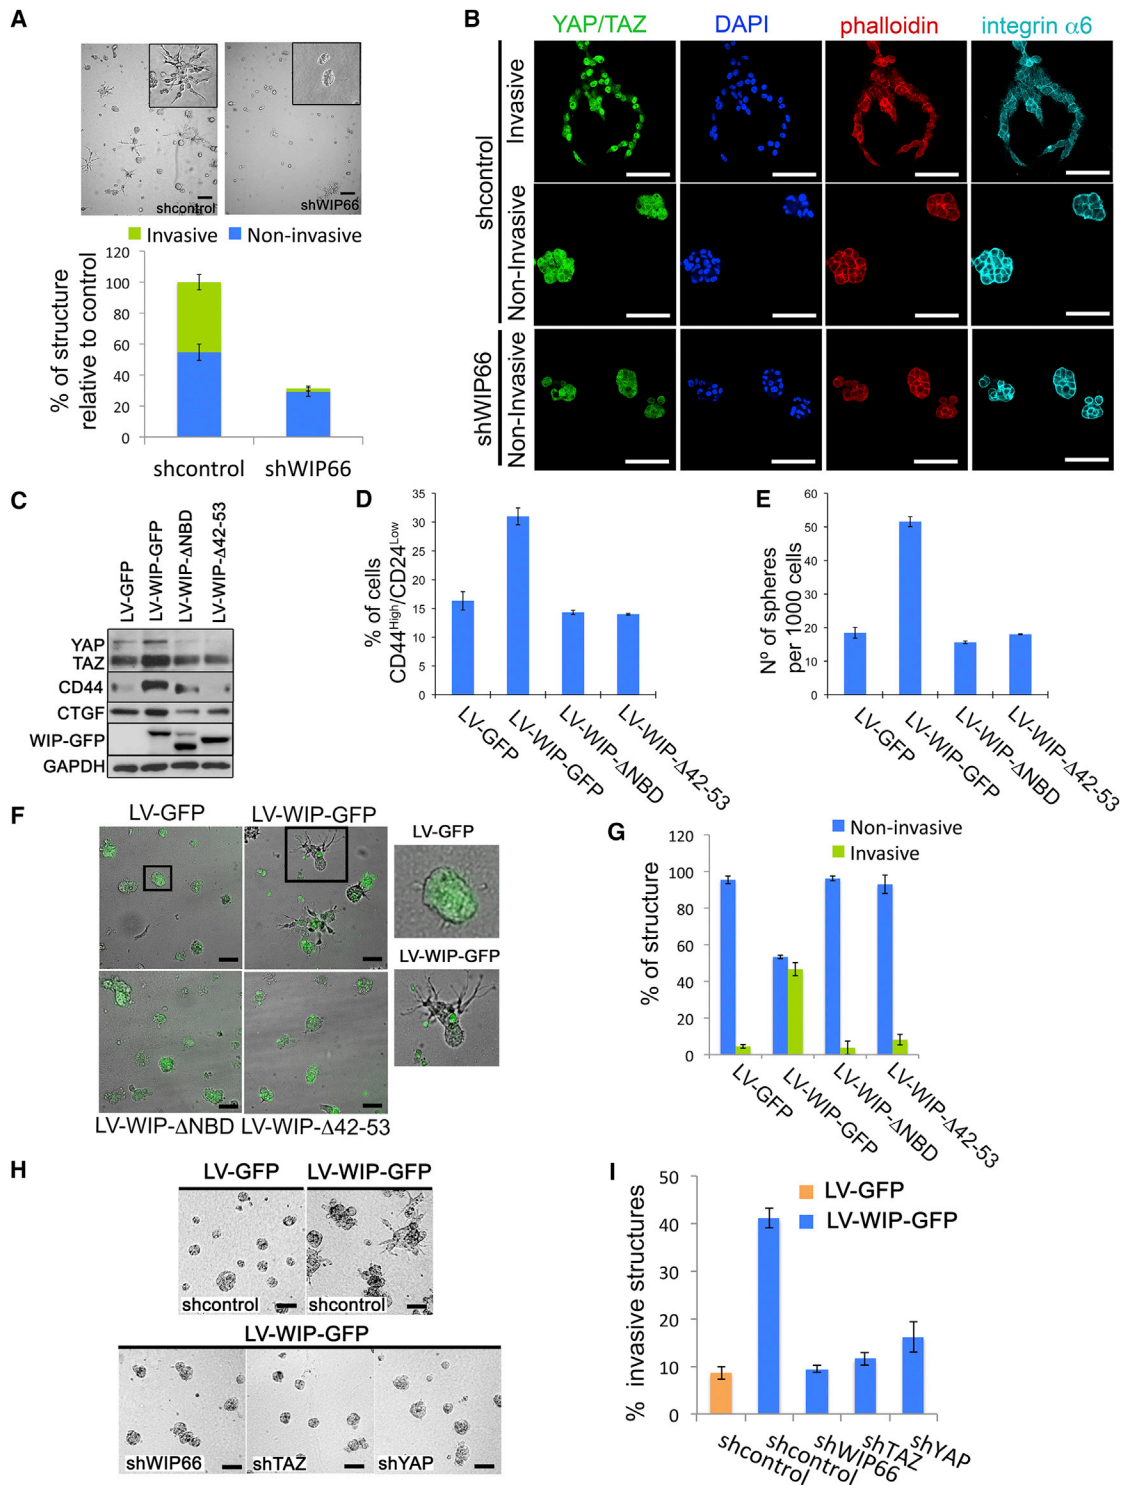 A
shcontrol
shWIP66
Invasive Non-invasive
% of structure
relative to control
120
100
80
60
40
20
0
shcontrol shWIP66
B
YAP/TAZ DAPI phalloidin integrin α6
shcontrol
Invasive
Non-Invasive
shWIP66
Non-Invasive
C
LV-GFP
LV-WIP-GFP
LV-WIP-ΔNBD
LV-WIP-Δ42-53
YAP
TAZ
CD44
CTGF
WIP-GFP
GAPDH
D
% of cells
CD44High/CD24Low
35
30
25
20
15
10
5
0
LV-GFP
LV-WIP-GFP
LV-WIP-ΔNBD
LV-WIP-Δ42-53
E
Nº of spheres
per 1000 cells
60
50
40
30
20
10
0
LV-GFP
LV-WIP-GFP
LV-WIP-ΔNBD
LV-WIP-Δ42-53
F
LV-GFP LV-WIP-GFP
LV-GFP
LV-WIP-GFP
LV-WIP-ΔNBD LV-WIP-Δ42-53
G
Non-invasive
Invasive
% of structure
120
100
80
60
40
20
0
LV-GFP
LV-WIP-GFP
LV-WIP-ΔNBD
LV-WIP-Δ42-53
H
LV-GFP LV-WIP-GFP
shcontrol shcontrol
LV-WIP-GFP
shWIP66 shTAZ shYAP
I
LV-GFP
LV-WIP-GFP
% invasive structures
50
40
30
20
10
0
shcontrol
shcontrol
shWIP66
shTAZ
shYAP